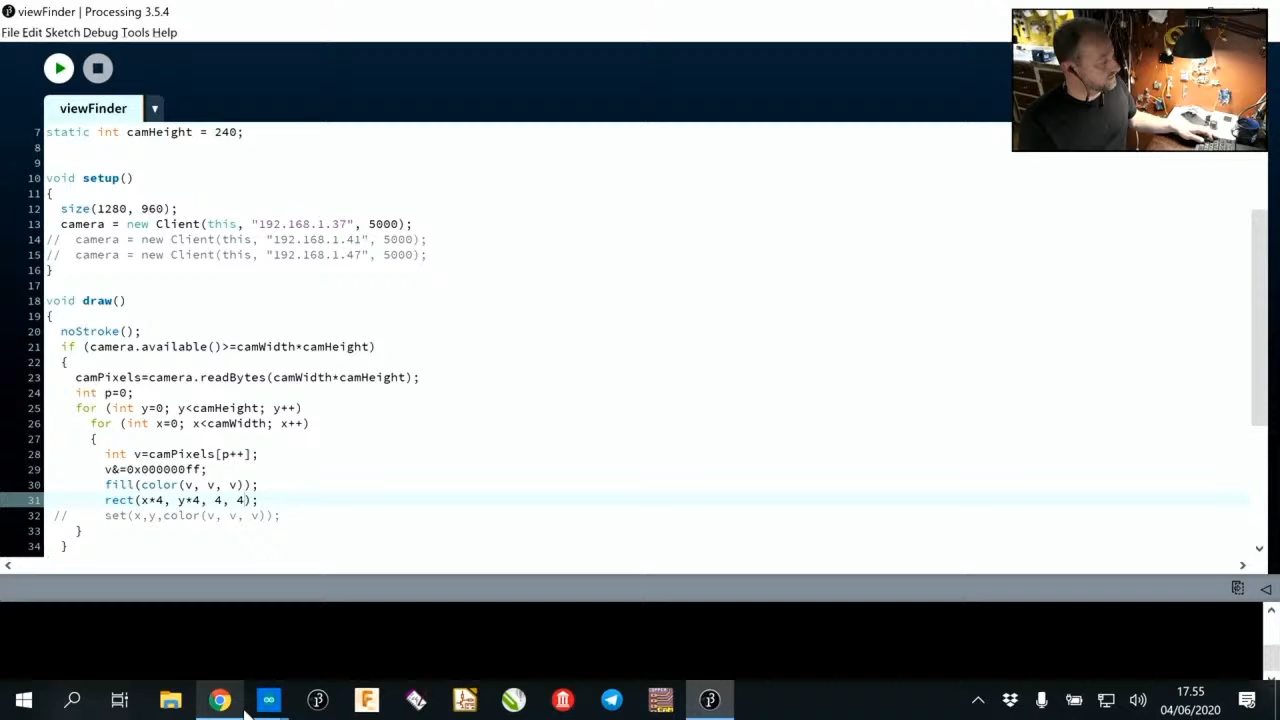 viewFinder | Processing 3.5.4
File Edit Sketch Debug Tools Help
viewFinder
7 static int camHeight = 240;
8
9
10 void setup()
11 {
12 size(1280, 960);
13 camera = new Client(this, "192.168.1.37", 5000);
14 // camera = new Client(this, "192.168.1.41", 5000);
15 // camera = new Client(this, "192.168.1.47", 5000);
16 }
17
18 void draw()
19 {
20 noStroke();
21 if (camera.available()>=camWidth*camHeight)
22 {
23 camPixels=camera.readBytes(camWidth*camHeight);
24 int p=0;
25 for (int y=0; y<camHeight; y++)
26 for (int x=0; x<camWidth; x++)
27 {
28 int v=camPixels[p++];
29 v&=0x000000ff;
30 fill(color(v, v, v));
31 rect(x*4, y*4, 4, 4);
32 // set(x,y,color(v, v, v));
33 }
34 }
17.55
04/06/2020